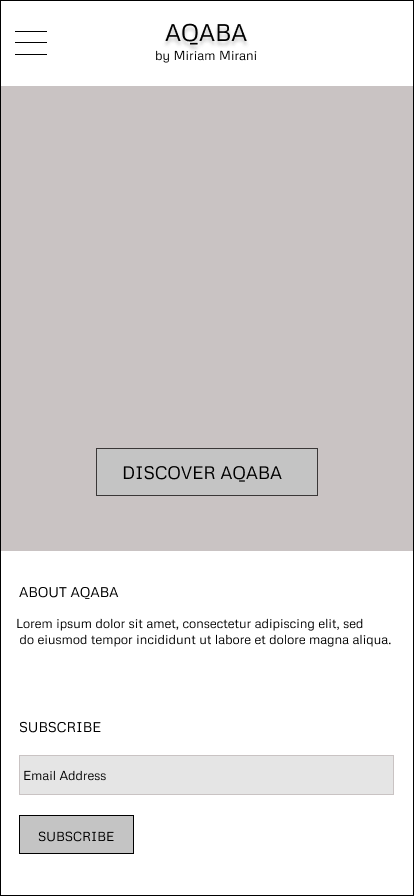 AQABA
by Miriam Mirani
DISCOVER AQABA
ABOUT AQABA
Lorem ipsum dolor sit amet, consectetur adipiscing elit, sed
do eiusmod tempor incididunt ut labore et dolore magna aliqua.
SUBSCRIBE
Email Address
SUBSCRIBE